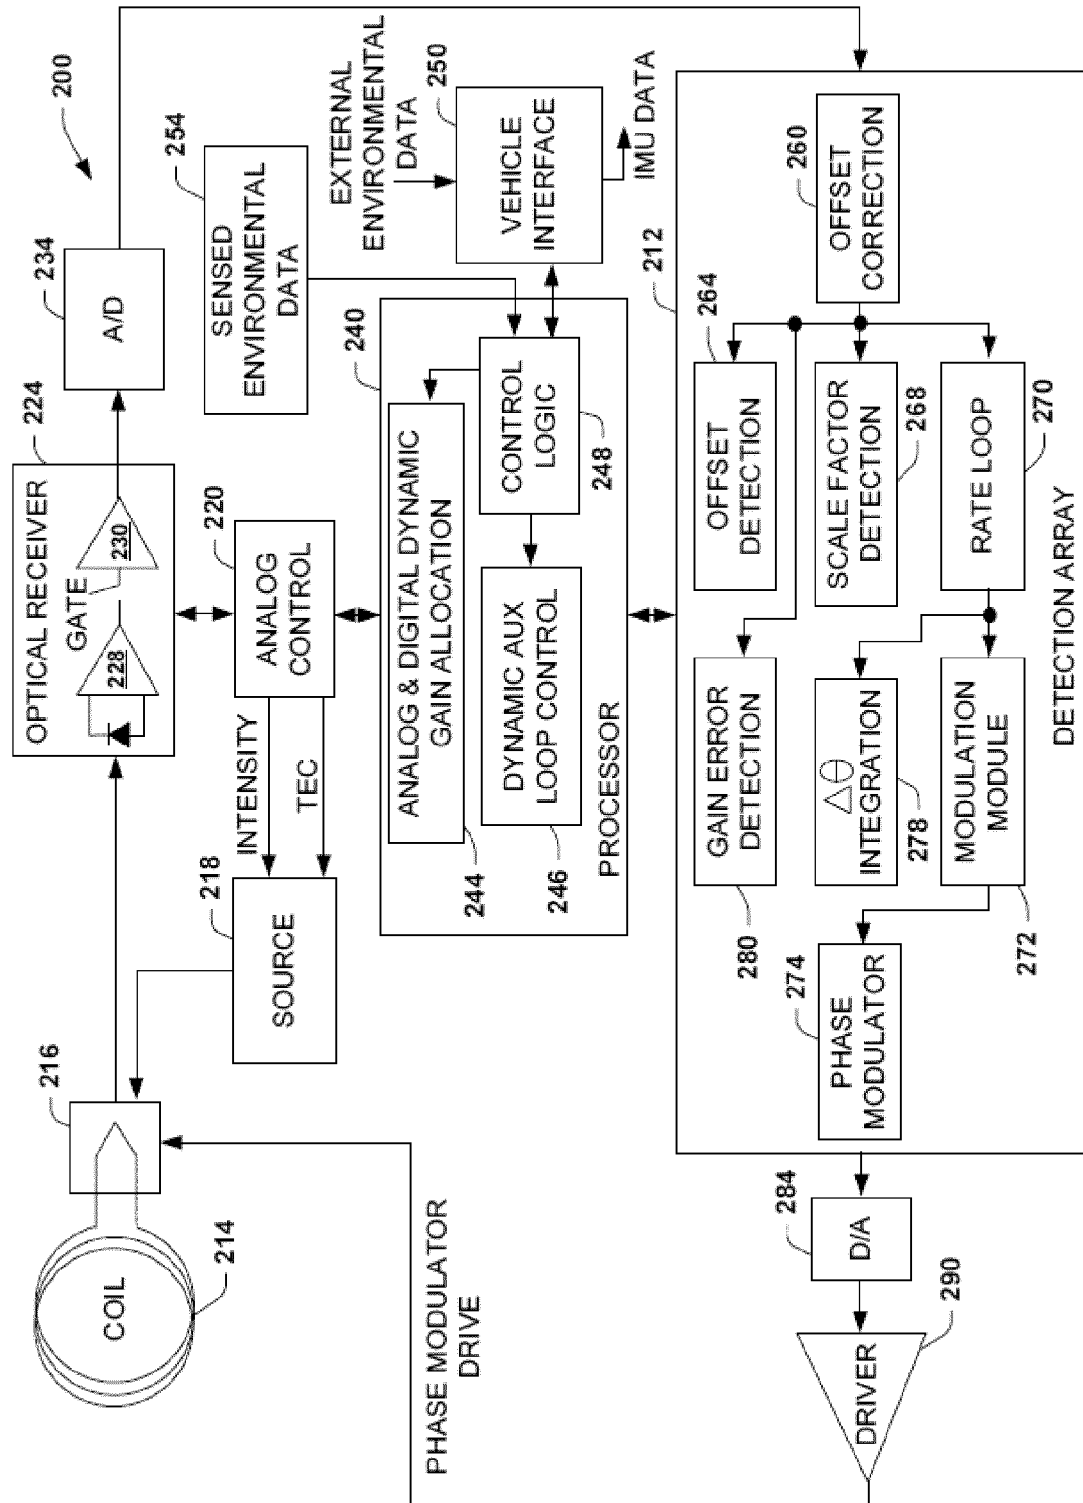 200
COIL
214
216
OPTICAL RECEIVER
224
GATE
228
230
A/D
234
SOURCE
218
INTENSITY
TEC
ANALOG
CONTROL
220
SENSED
ENVIRONMENTAL
DATA
254
EXTERNAL
ENVIRONMENTAL
DATA
VEHICLE
INTERFACE
250
IMU DATA
240
ANALOG & DIGITAL DYNAMIC
GAIN ALLOCATION
244
DYNAMIC AUX
LOOP CONTROL
246
CONTROL
LOGIC
248
PROCESSOR
PHASE MODULATOR
DRIVE
212
OFFSET
CORRECTION
260
OFFSET
DETECTION
264
SCALE FACTOR
DETECTION
268
RATE LOOP
270
GAIN ERROR
DETECTION
280
ΔΘ
INTEGRATION
278
MODULATION
MODULE
272
PHASE
MODULATOR
274
DETECTION ARRAY
D/A
284
DRIVER
290